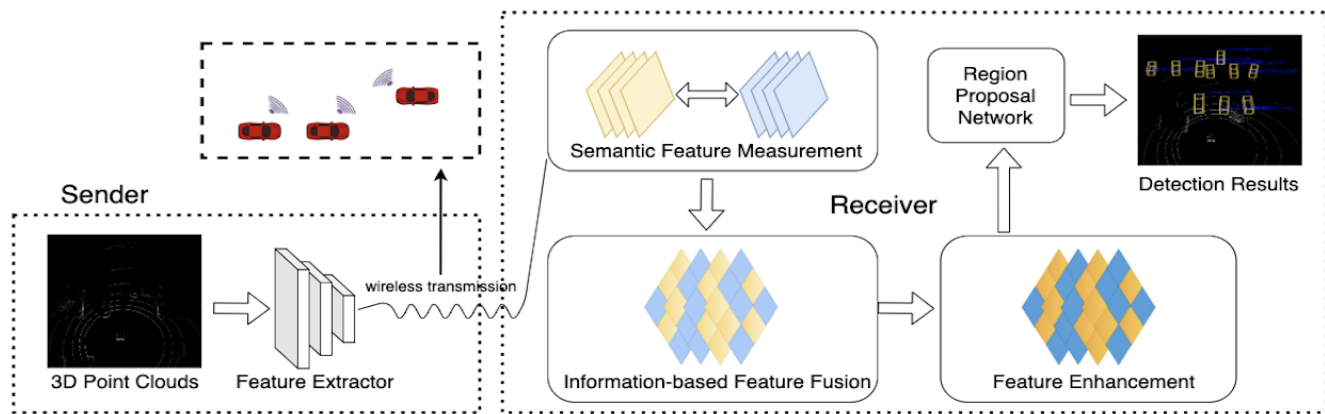 Sender
3D Point Clouds
Feature Extractor
wireless transmission
Semantic Feature Measurement
Receiver
Information-based Feature Fusion
Feature Enhancement
Region
Proposal
Network
Detection Results